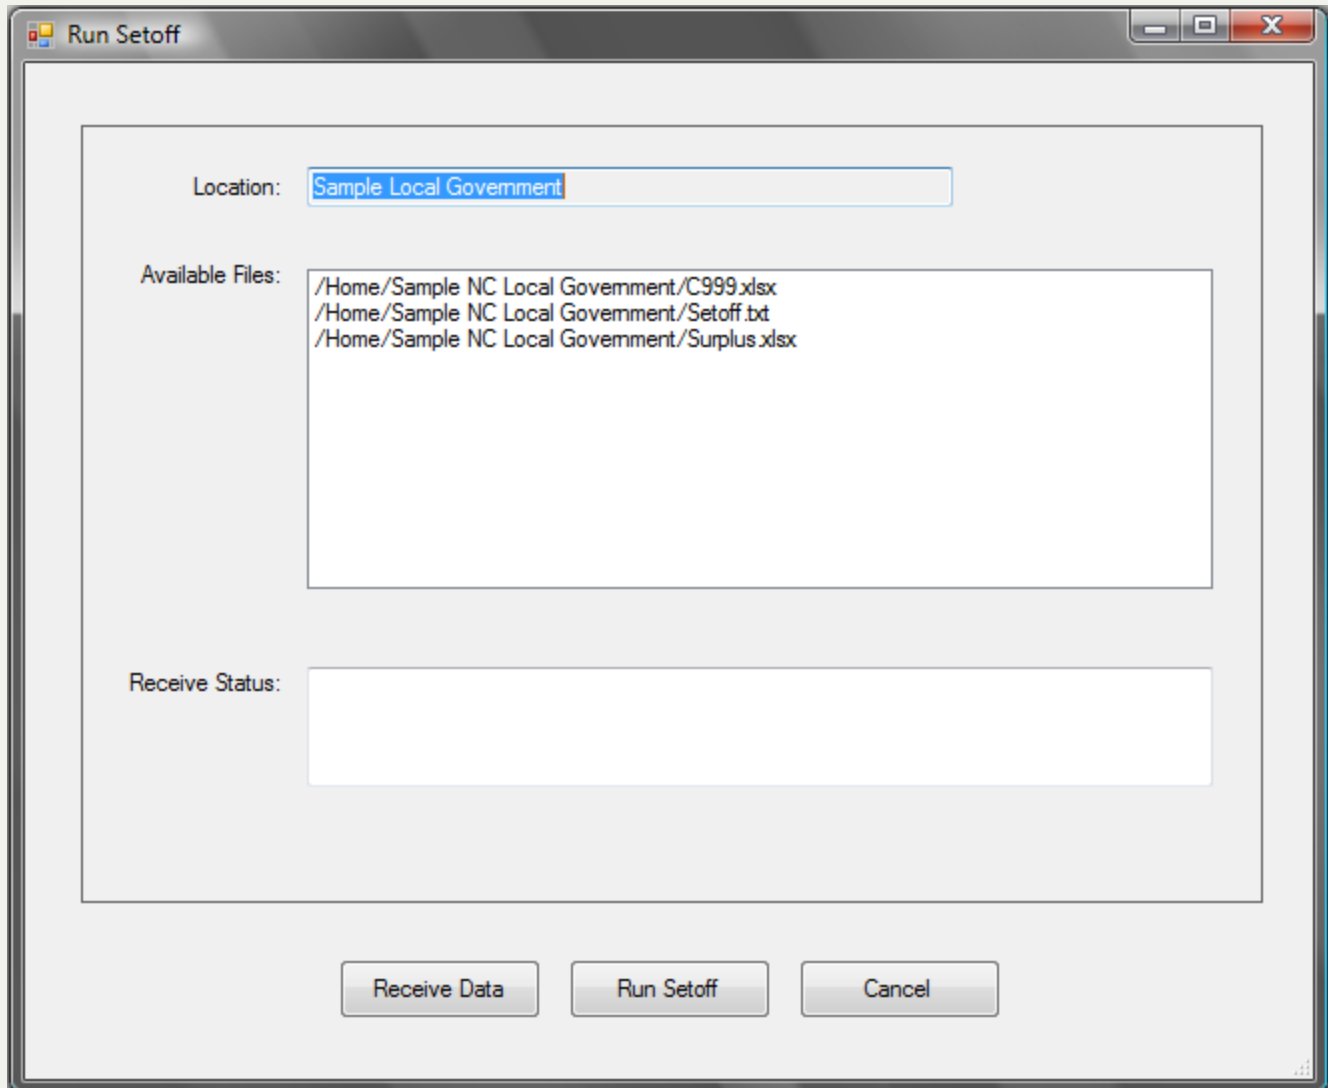 Run Setoff
Location: Sample Local Government
Available Files: /Home/Sample NC Local Government/C999.xlsx
/Home/Sample NC Local Government/Setoff.txt
/Home/Sample NC Local Government/Surplus.xlsx
Receive Status:
Receive Data Run Setoff Cancel